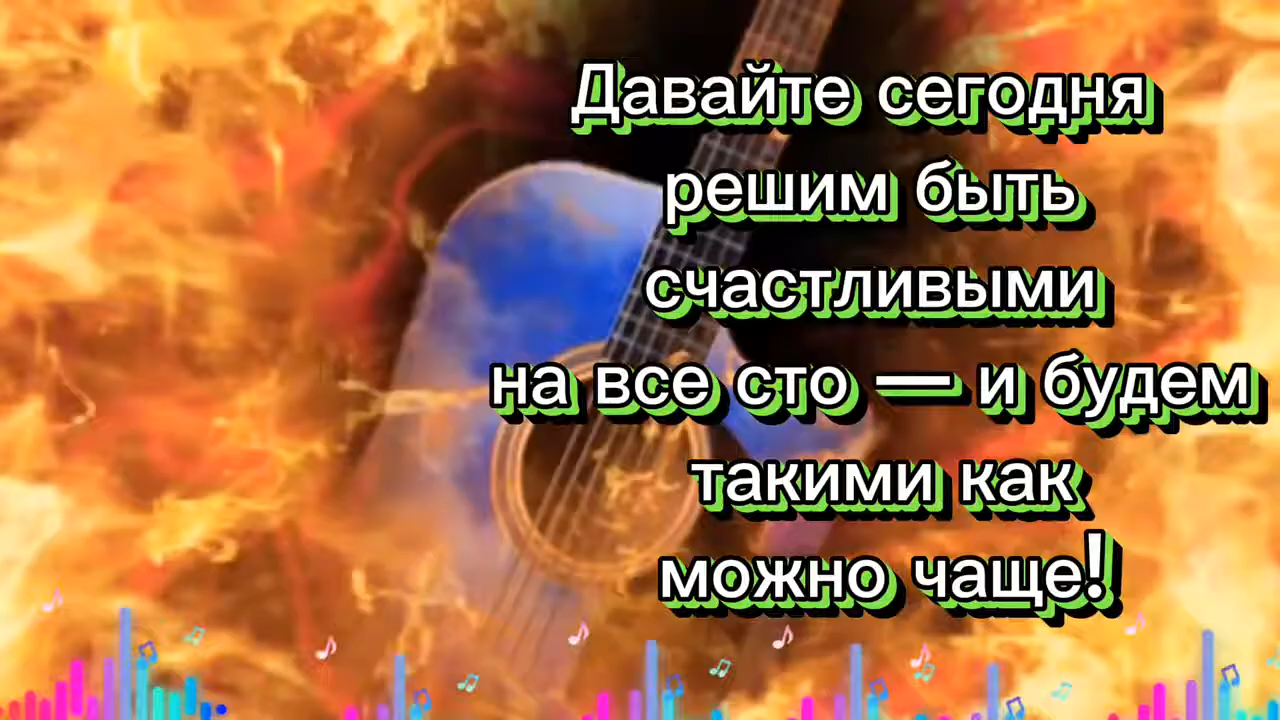 Давайте сегодня
решим быть
счастливыми
на все сто — и будем
такими как
можно чаще!